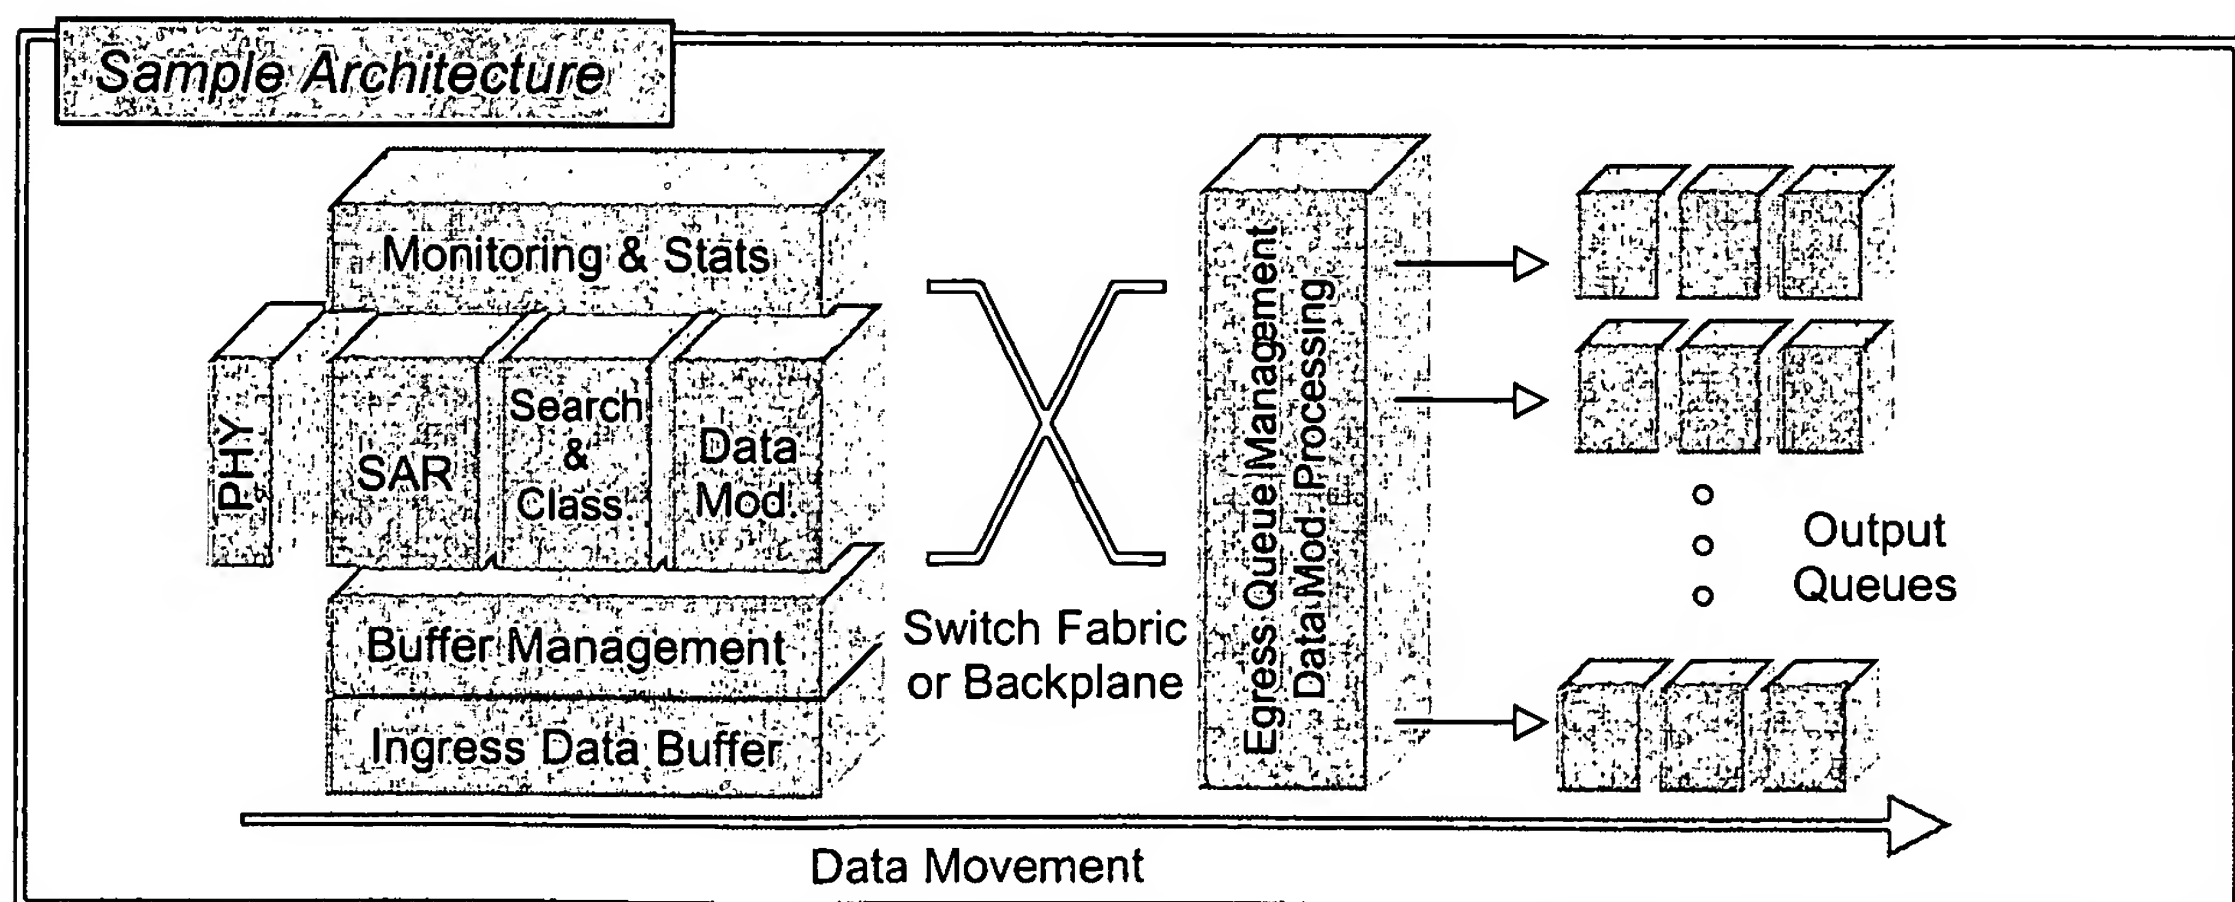 Sample Architecture
Monitoring & Stats
PHY
SAR
Search
&
Class.
Data
Mod.
Buffer Management
Ingress Data Buffer
Switch Fabric
or Backplane
Egress Queue Management
Data Mod. Processing
Output
Queues
Data Movement